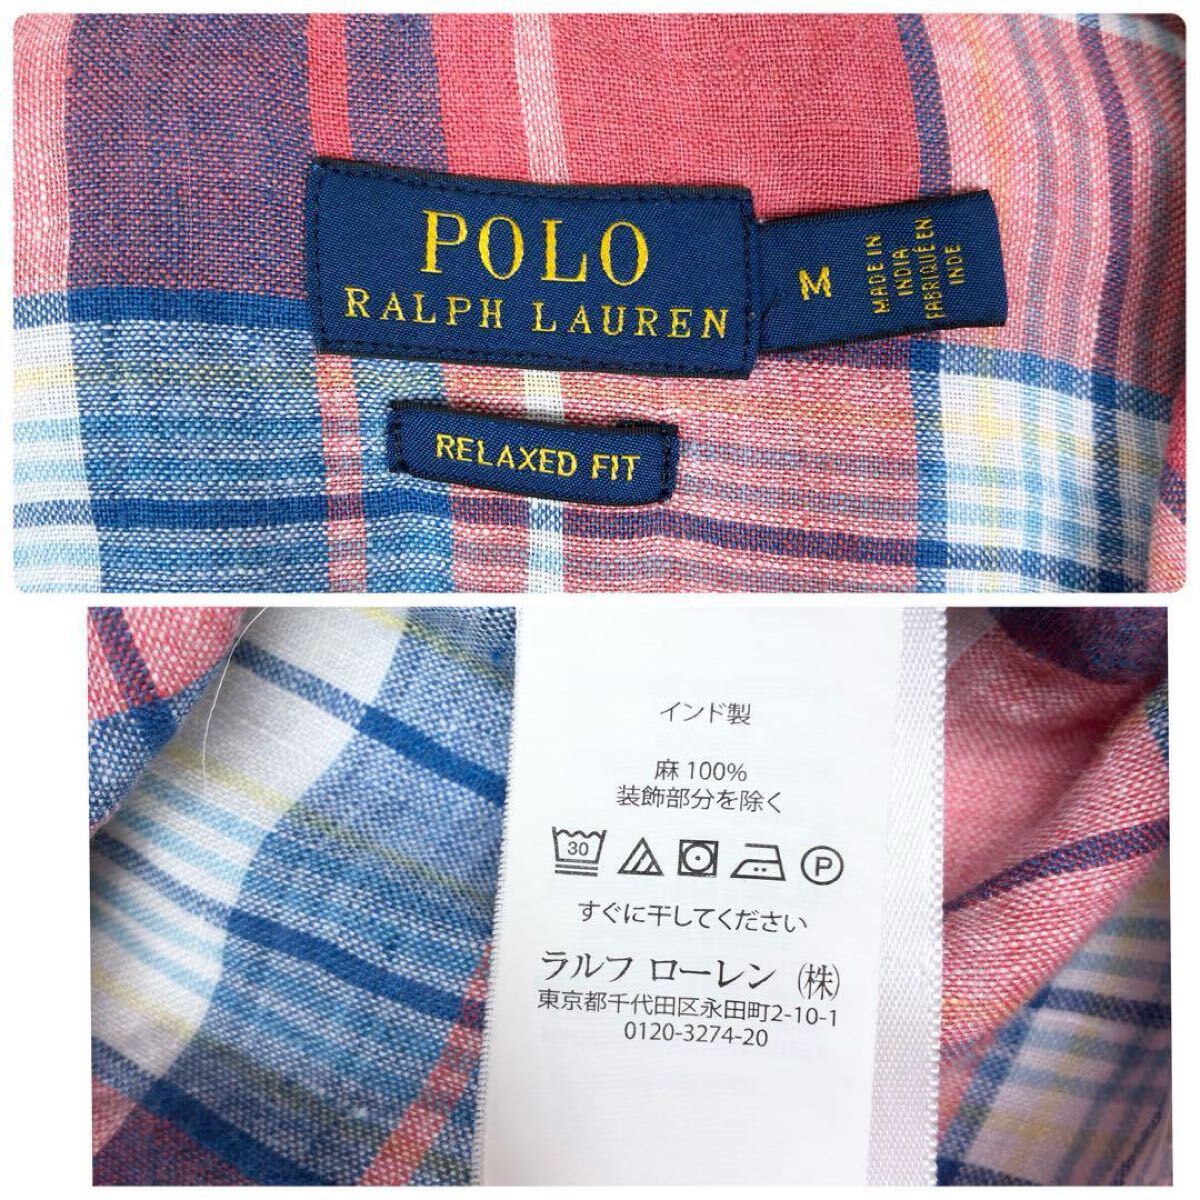 POLO
RALPH LAUREN
M
MADE IN
INDIA
FABRIQUÉ EN
INDE
RELAXED FIT
インド製
麻 100%
装飾部分を除く
30
P
すぐに干してください
ラルフ ローレン (株)
東京都千代田区永田町2-10-1
0120-3274-20